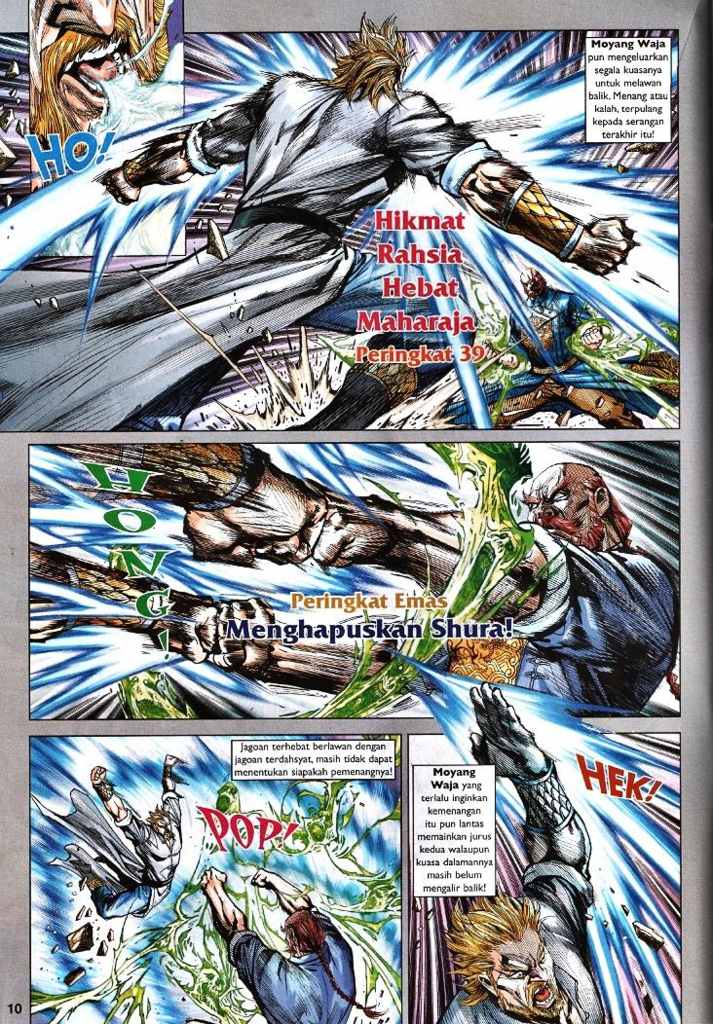 Moyang Waja
pun mengeluarkan
segala kuasanya
untuk melawan
balik. Menang atau
kalah, terpulang
kepada serangan
terakhir itu!
HO!
Hikmat
Rahsia
Hebat
Maharaja
Peringkat 39
HONG!
Peringkat Emas
Menghapuskan Shura!
Jagoan terhebat berlawan dengan
jagoan terdahsyat, masih tidak dapat
menentukan siapakah pemenangnya!
POP!
Moyang
Waja yang
terlalu inginkan
kemenangan
itu pun lantas
memainkan jurus
kedua walaupun
kuasa dalamannya
masih belum
mengalir balik!
HEK!
10